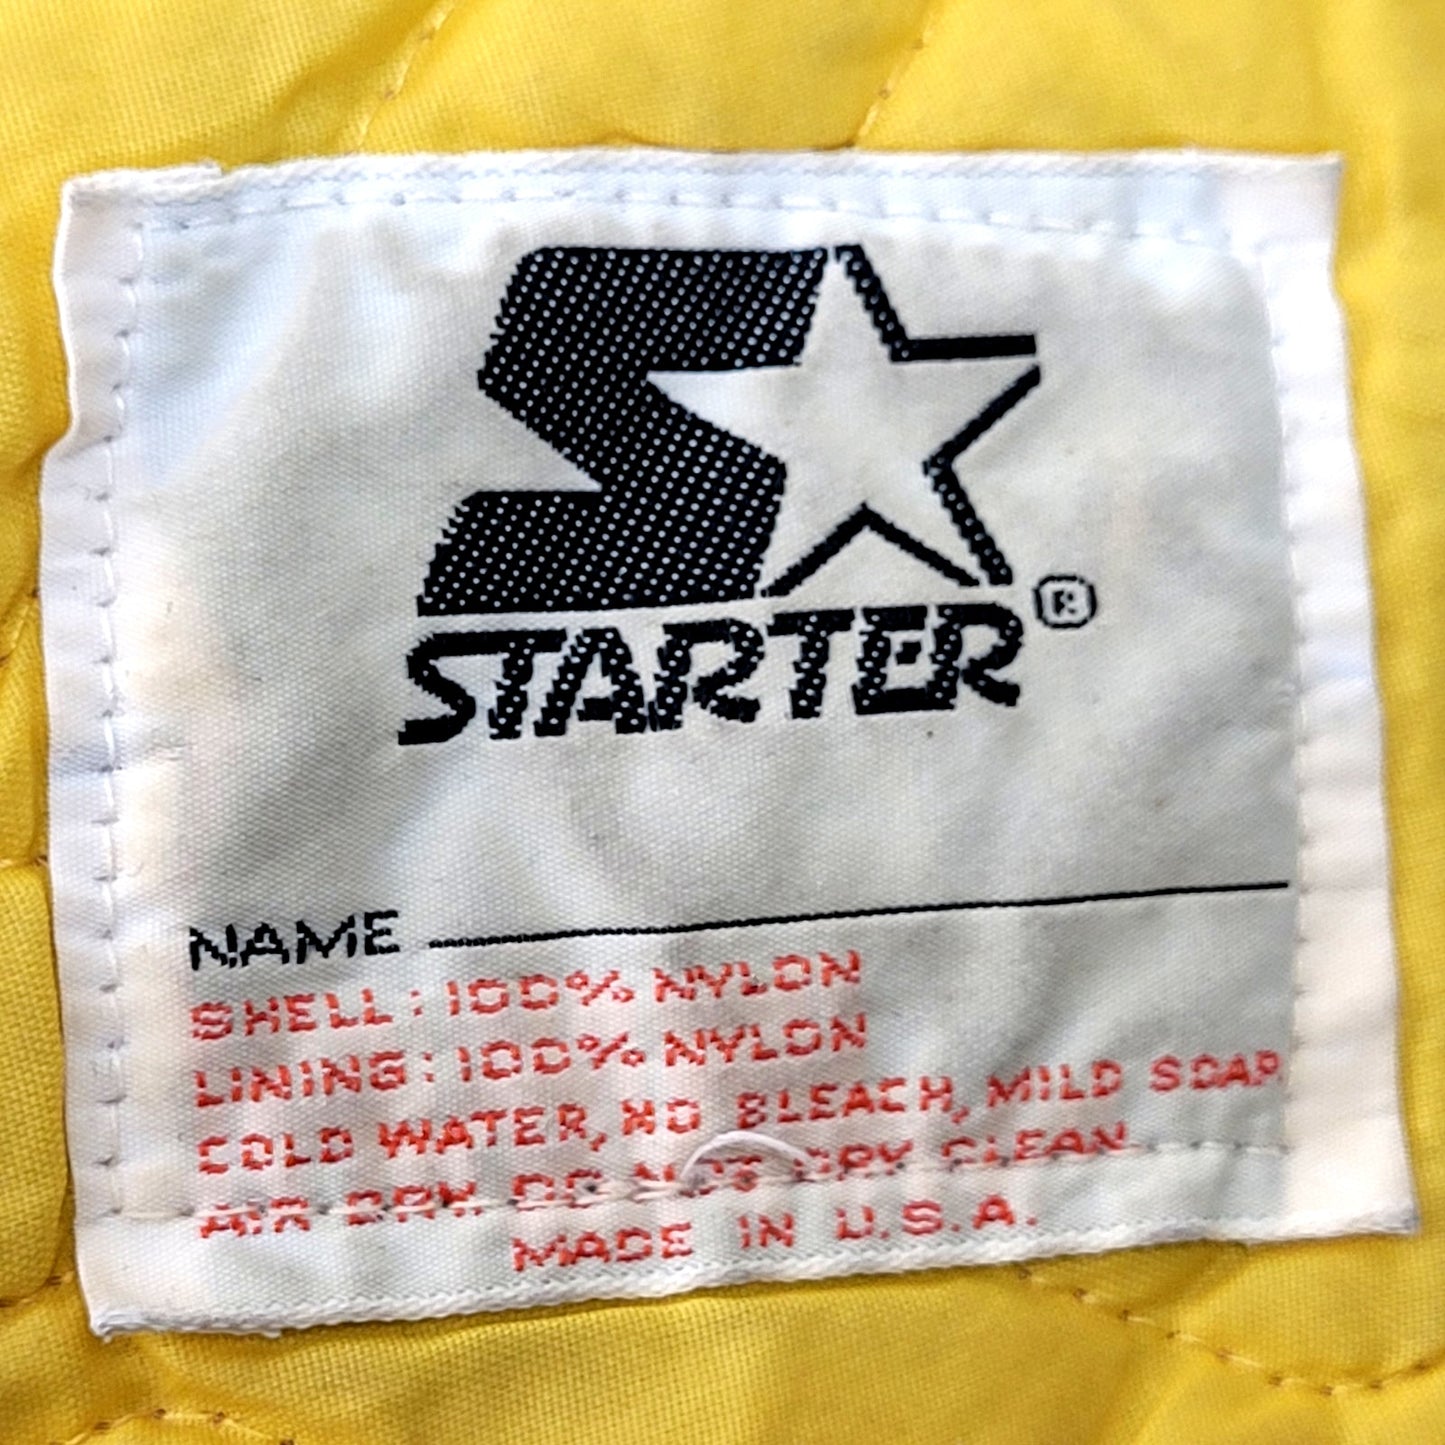 STARTER®
NAME
SHELL: 100% NYLON
LINING: 100% NYLON
COLD WATER, NO BLEACH, MILD SOAP,
AIR DRY DO NOT DRY CLEAN
MADE IN U.S.A.